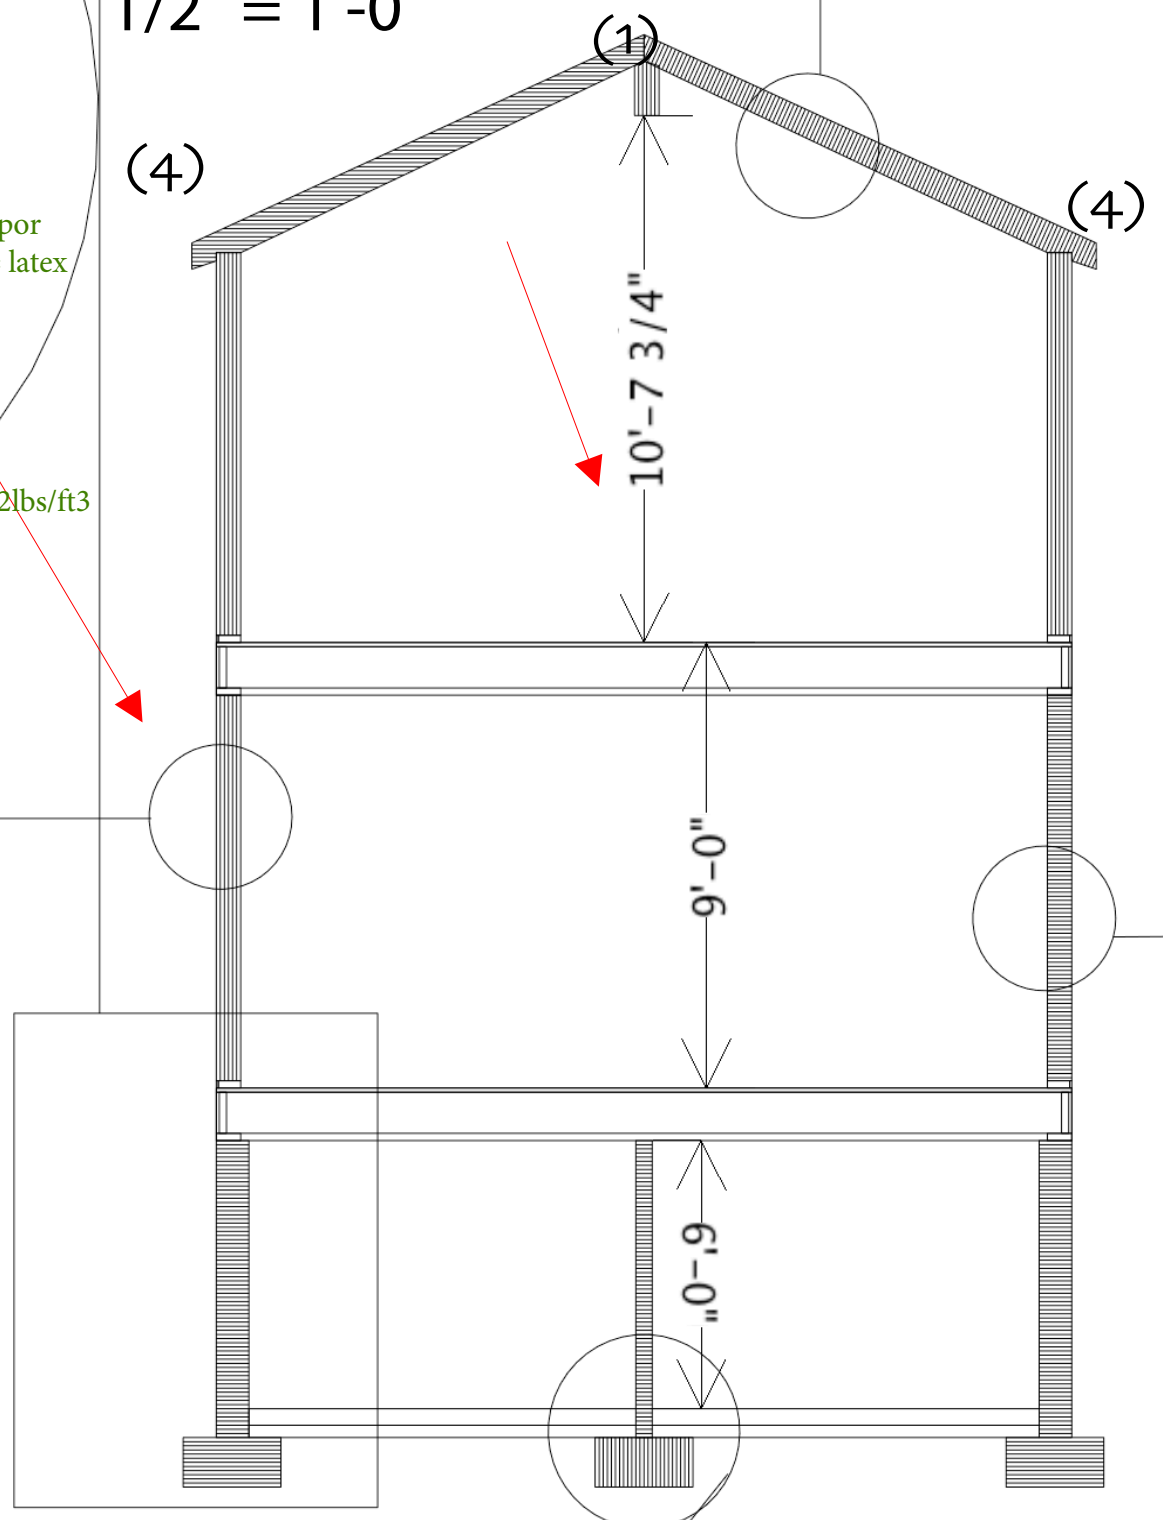 1/2 = 1 -0
(1)
(4)
(4)
por
latex
10'-7 3/4"
2lbs/ft3
9'-0"
6'-0"